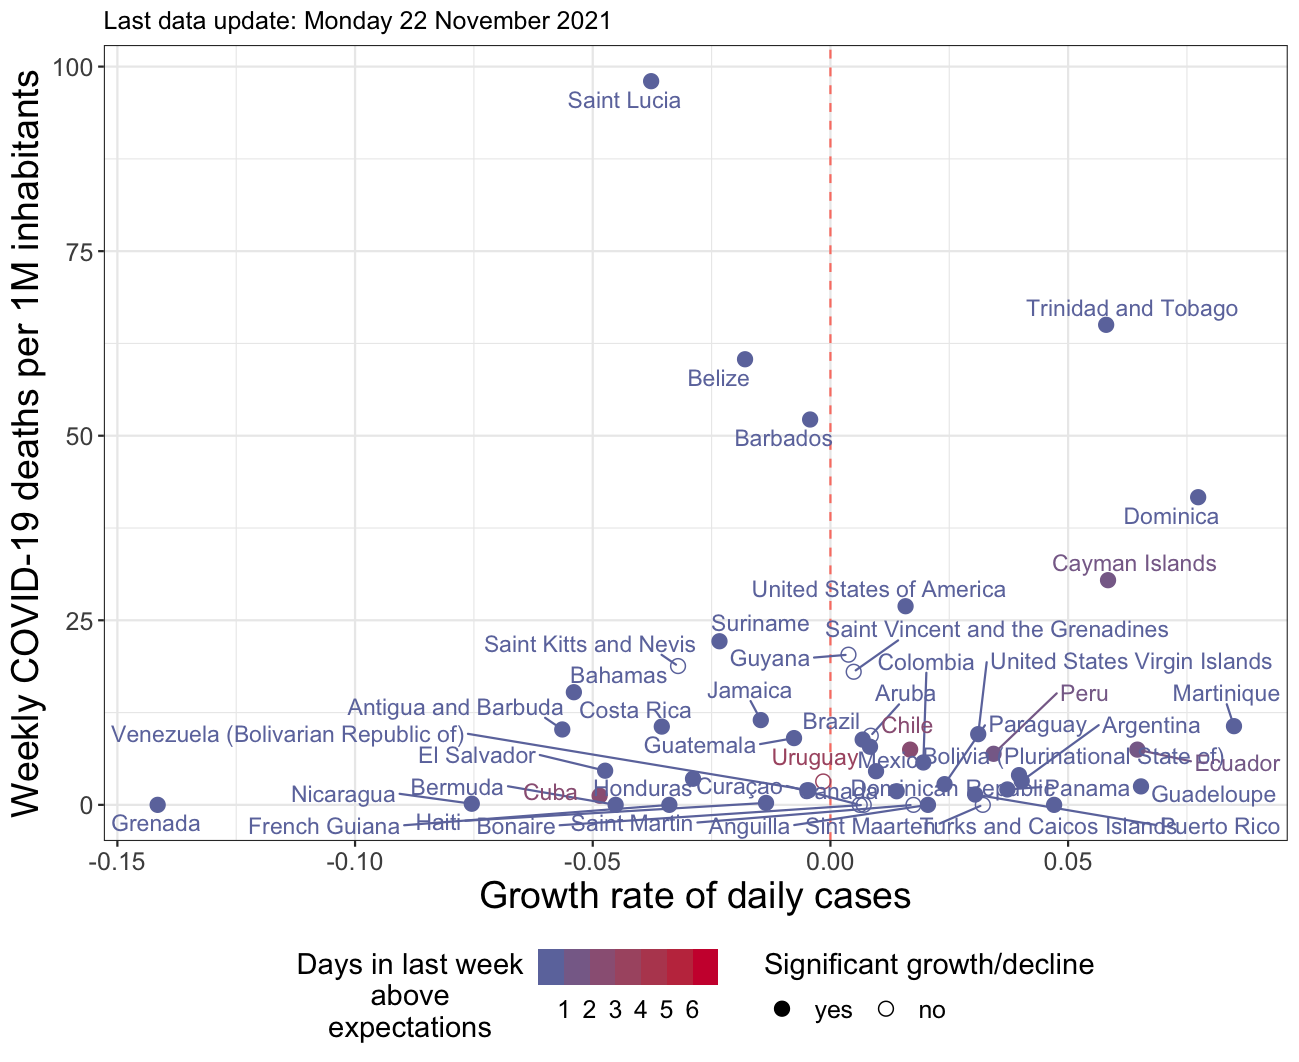 Last data update: Monday 22 November 2021
Weekly COVID-19 deaths per 1M inhabitants
100
75
50
25
0
Saint Lucia
Trinidad and Tobago
Belize
Barbados
Dominica
Cayman Islands
United States of America
Suriname
Saint Vincent and the Grenadines
Saint Kitts and Nevis
Guyana
Colombia
United States Virgin Islands
Bahamas
Jamaica
Aruba
Peru
Martinique
Antigua and Barbuda
Costa Rica
Brazil
Chile
Paraguay
Argentina
Venezuela (Bolivarian Republic of)
Guatemala
El Salvador
Uruguay
Mexico
Bolivia (Plurinational State of)
Ecuador
Nicaragua
Bermuda
Cuba
Honduras
Curaçao
Canada
Dominican Republic
Panama
Guadeloupe
Grenada
French Guiana
Haiti
Bonaire
Saint Martin
Anguilla
Sint Maarten
Turks and Caicos Islands
Puerto Rico
-0.15
-0.10
-0.05
0.00
0.05
Growth rate of daily cases
Days in last week
above
expectations
1 2 3 4 5 6
Significant growth/decline
yes
no